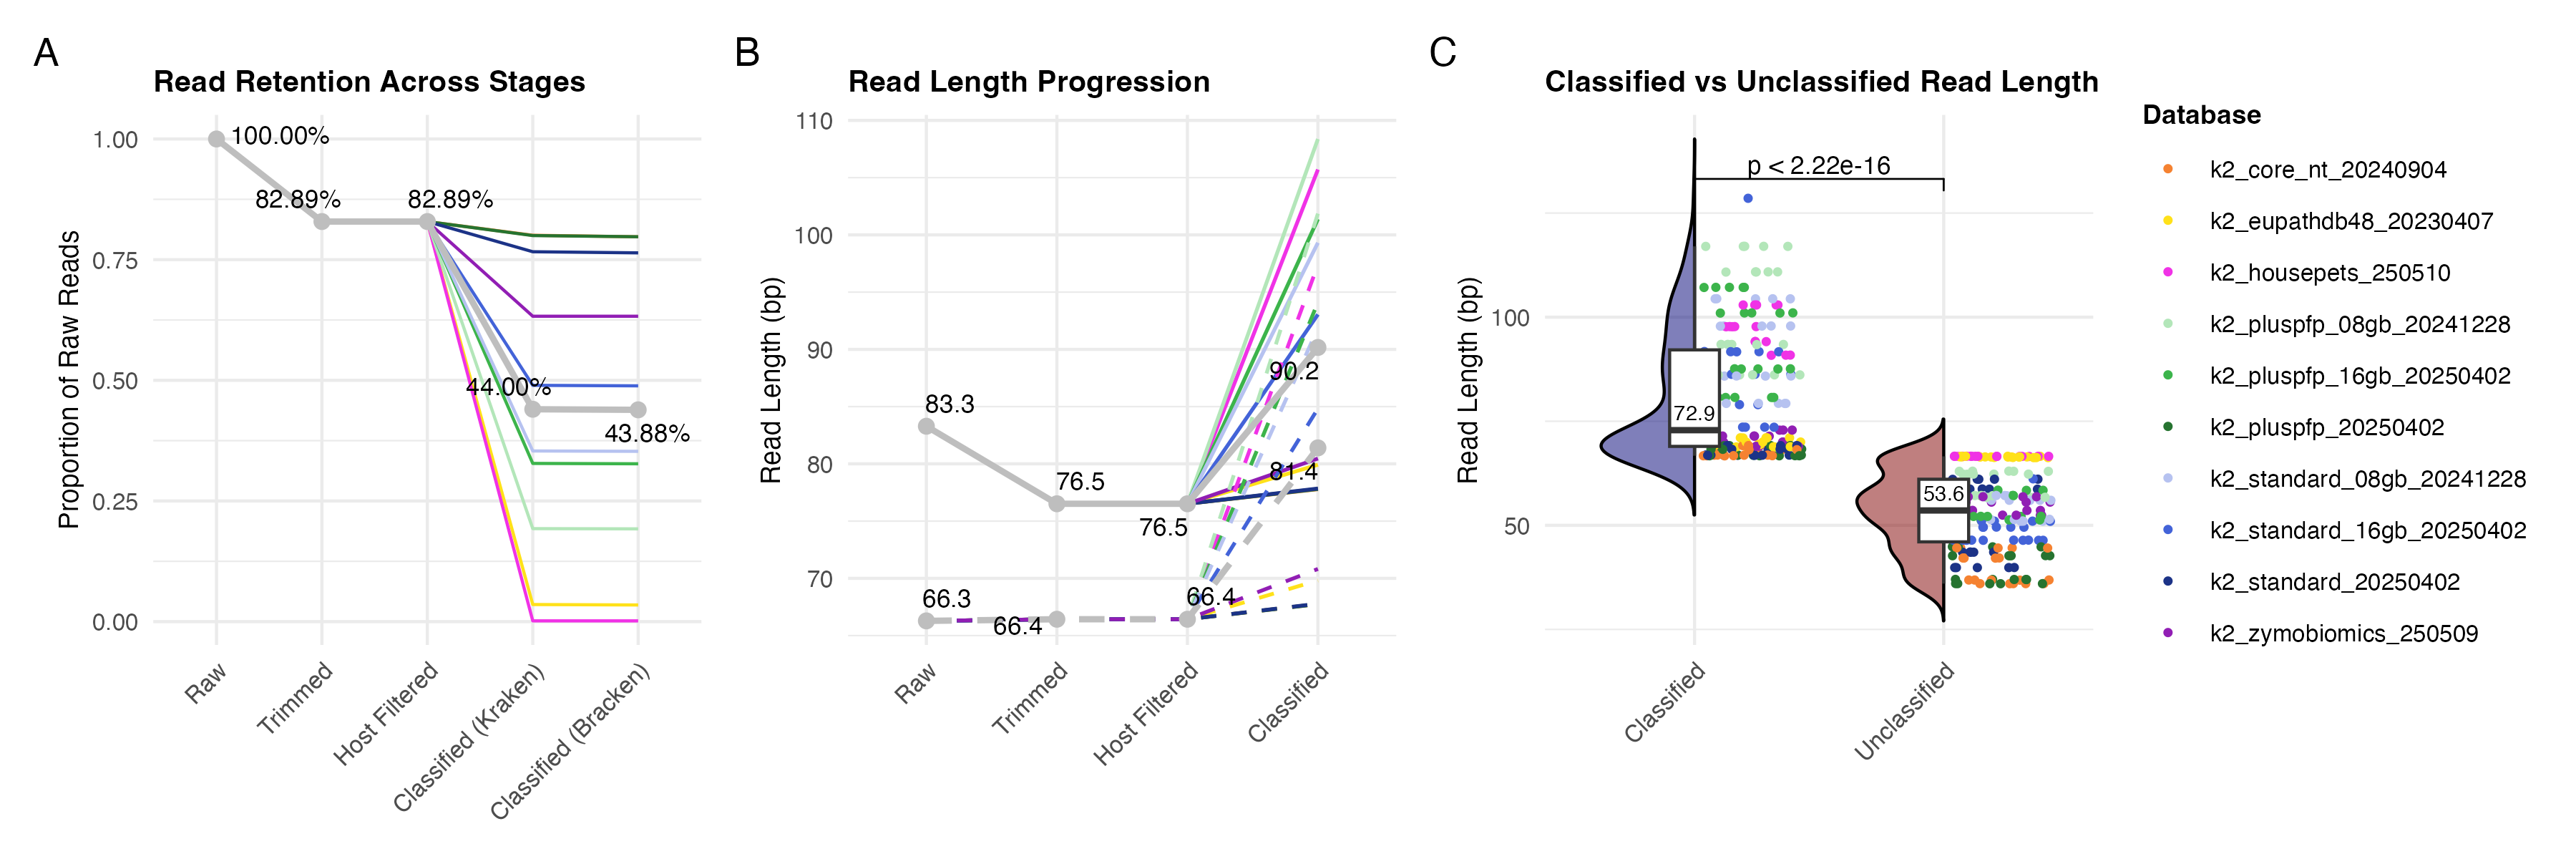 A
Read Retention Across Stages
Proportion of Raw Reads
1.00
0.75
0.50
0.25
0.00
100.00%
82.89%
82.89%
44.00%
43.88%
Raw
Trimmed
Host Filtered
Classified (Kraken)
Classified (Bracken)
B
Read Length Progression
Read Length (bp)
110
100
90
80
70
83.3
76.5
76.5
90.2
81.4
66.3
66.4
66.4
Raw
Trimmed
Host Filtered
Classified
C
Classified vs Unclassified Read Length
Read Length (bp)
100
50
p < 2.22e-16
72.9
53.6
Classified
Unclassified
Database
k2_core_nt_20240904
k2_eupathdb48_20230407
k2_housepets_250510
k2_pluspfp_08gb_20241228
k2_pluspfp_16gb_20250402
k2_pluspfp_20250402
k2_standard_08gb_20241228
k2_standard_16gb_20250402
k2_standard_20250402
k2_zymobiomics_250509